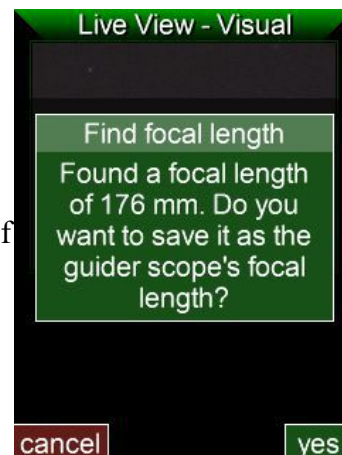 Live View - Visual
Find focal length
Found a focal length
of 176 mm. Do you
f
want to save it as the
guider scope's focal
length?
cancel
yes